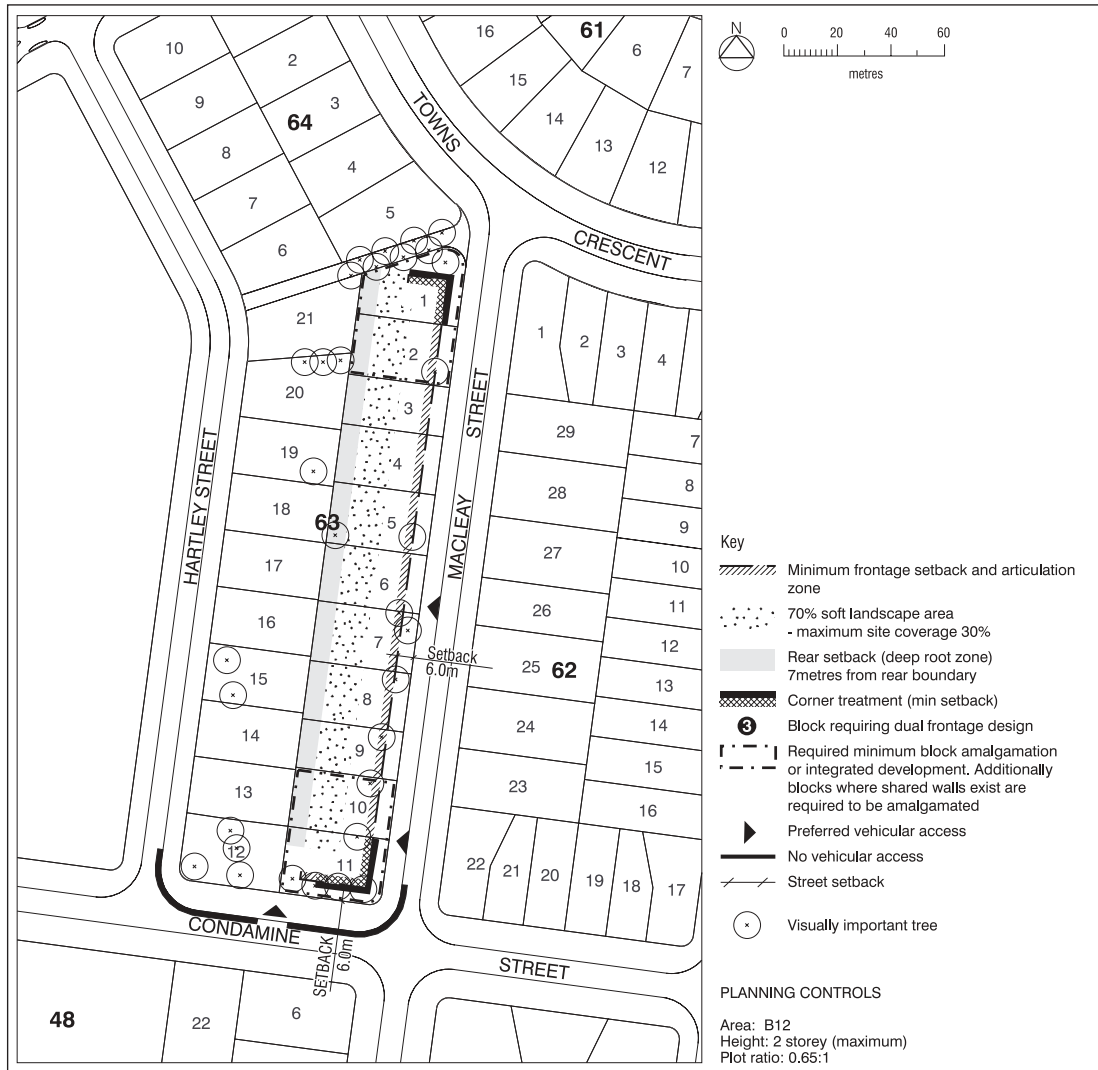 10
2
64
3
9
8
4
7
5
6
21
20
19
18
63
17
16
15
14
13
12
1
2
3
4
5
6
7
8
9
10
11
16
61
6
7
15
14
13
12
TOWNS
CRESCENT
HARTLEY STREET
MACLEAY STREET
Setback
6.0m
1
2
3
4
29
7
28
8
9
27
10
26
11
12
25
62
13
24
14
15
23
16
22
21
20
19
18
17
CONDAMINE
STREET
SETBACK
6.0m
48
22
6
N
0 20 40 60
metres
Key
Minimum frontage setback and articulation
zone
70% soft landscape area
- maximum site coverage 30%
Rear setback (deep root zone)
7metres from rear boundary
Corner treatment (min setback)
3 Block requiring dual frontage design
Required minimum block amalgamation
or integrated development. Additionally
blocks where shared walls exist are
required to be amalgamated
Preferred vehicular access
No vehicular access
Street setback
Visually important tree
PLANNING CONTROLS
Area: B12
Height: 2 storey (maximum)
Plot ratio: 0.65:1